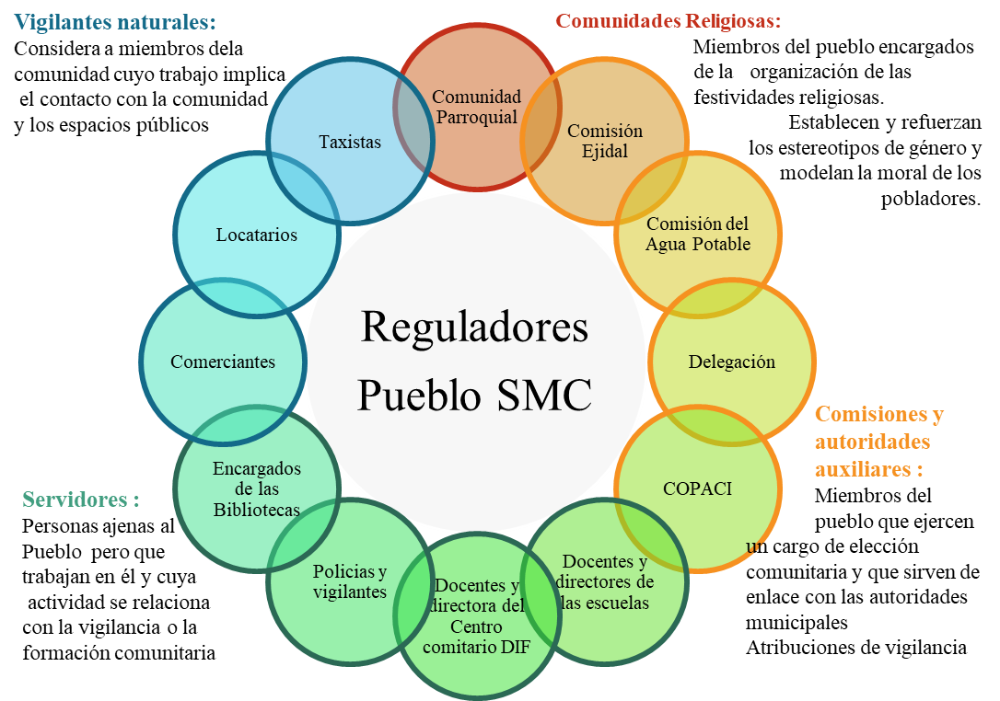 Vigilantes naturales:
Considera a miembros dela
comunidad cuyo trabajo implica
el contacto con la comunidad
y los espacios públicos
Comunidades Religiosas:
Miembros del pueblo encargados
de la organización de las
festividades religiosas.
Establecen y refuerzan
los estereotipos de género y
modelan la moral de los
pobladores.
Comunidad
Parroquial
Comisión
Ejidal
Comisión del
Agua Potable
Delegación
COPACI
Docentes y
directores de
las escuelas
Docentes y
directora del
Centro
comitario DIF
Policias y
vigilantes
Encargados
de las
Bibliotecas
Comerciantes
Locatarios
Taxistas
Reguladores
Pueblo SMC
Comisiones y
autoridades
auxiliares :
Miembros del
pueblo que ejercen
un cargo de elección
comunitaria y que sirven de
enlace con las autoridades
municipales
Atribuciones de vigilancia
Servidores :
Personas ajenas al
Pueblo pero que
trabajan en él y cuya
actividad se relaciona
con la vigilancia o la
formación comunitaria